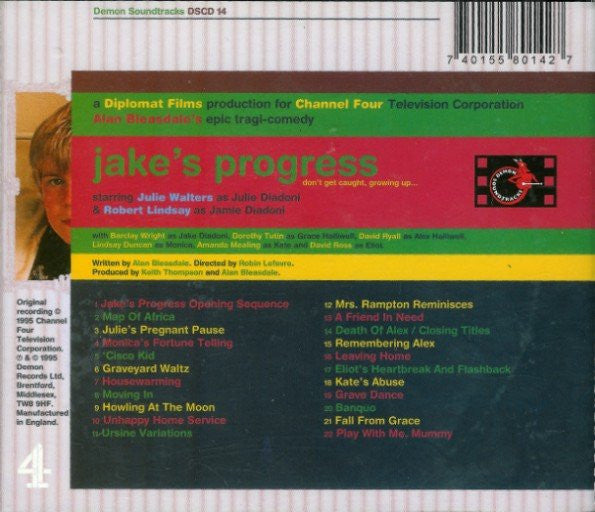 Demon Soundtracks DSCD 14
7 40155 80142 7
a Diplomat Films production for Channel Four Television Corporation
Alan Bleasdale's epic tragi-comedy
jake's progress
don't get caught, growing up...
DEMON SOUNDTRACKS
starring Julie Walters as Julie Diadoni
& Robert Lindsay as Jamie Diadoni
with Barclay Wright as Jake Diadoni, Dorothy Tutin as Grace Halliwell, David Ryall as Alex Halliwell,
Lindsay Duncan as Monica, Amanda Mealing as Kate and David Ross as Eliot.
Written by Alan Bleasdale. Directed by Robin Lefevre.
Produced by Keith Thompson and Alan Bleasdale.
Original
recording ©
1995 Channel
Four
Television
Corporation.
℗ & © 1995
Demon
Records Ltd,
Brentford,
Middlesex,
TW8 9HF.
Manufactured
in England.
4
1 Jake's Progress Opening Sequence
2 Map Of Africa
3 Julie's Pregnant Pause
4 Monica's Fortune Telling
5 'Cisco Kid
6 Graveyard Waltz
7 Housewarming
8 Moving In
9 Howling At The Moon
10 Unhappy Home Service
11 Ursine Variations
12 Mrs. Rampton Reminisces
13 A Friend In Need
14 Death Of Alex / Closing Titles
15 Remembering Alex
16 Leaving Home
17 Eliot's Heartbreak And Flashback
18 Kate's Abuse
19 Grave Dance
20 Banquo
21 Fall From Grace
22 Play With Me, Mummy